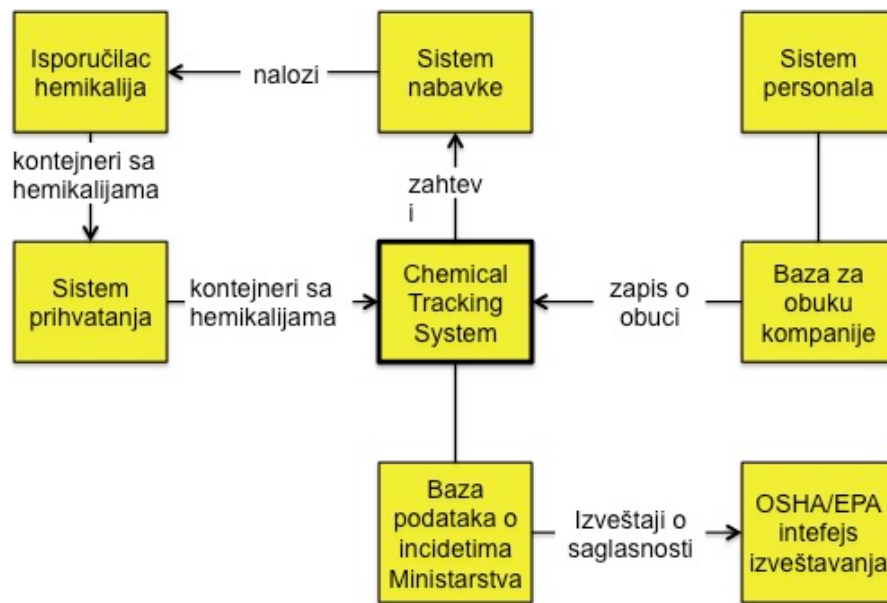 Isporučilac
hemikalija
nalozi
Sistem
nabavke
Sistem
personala
kontejneri sa
hemikalijama
zahtev
i
Sistem
prihvatanja
kontejneri sa
hemikalijama
Chemical
Tracking
System
zapis o
obuci
Baza za
obuku
kompanije
Baza
podataka o
incidetima
Ministarstva
Izveštaji o
saglasnosti
OSHA/EPA
intefejs
izveštavanja